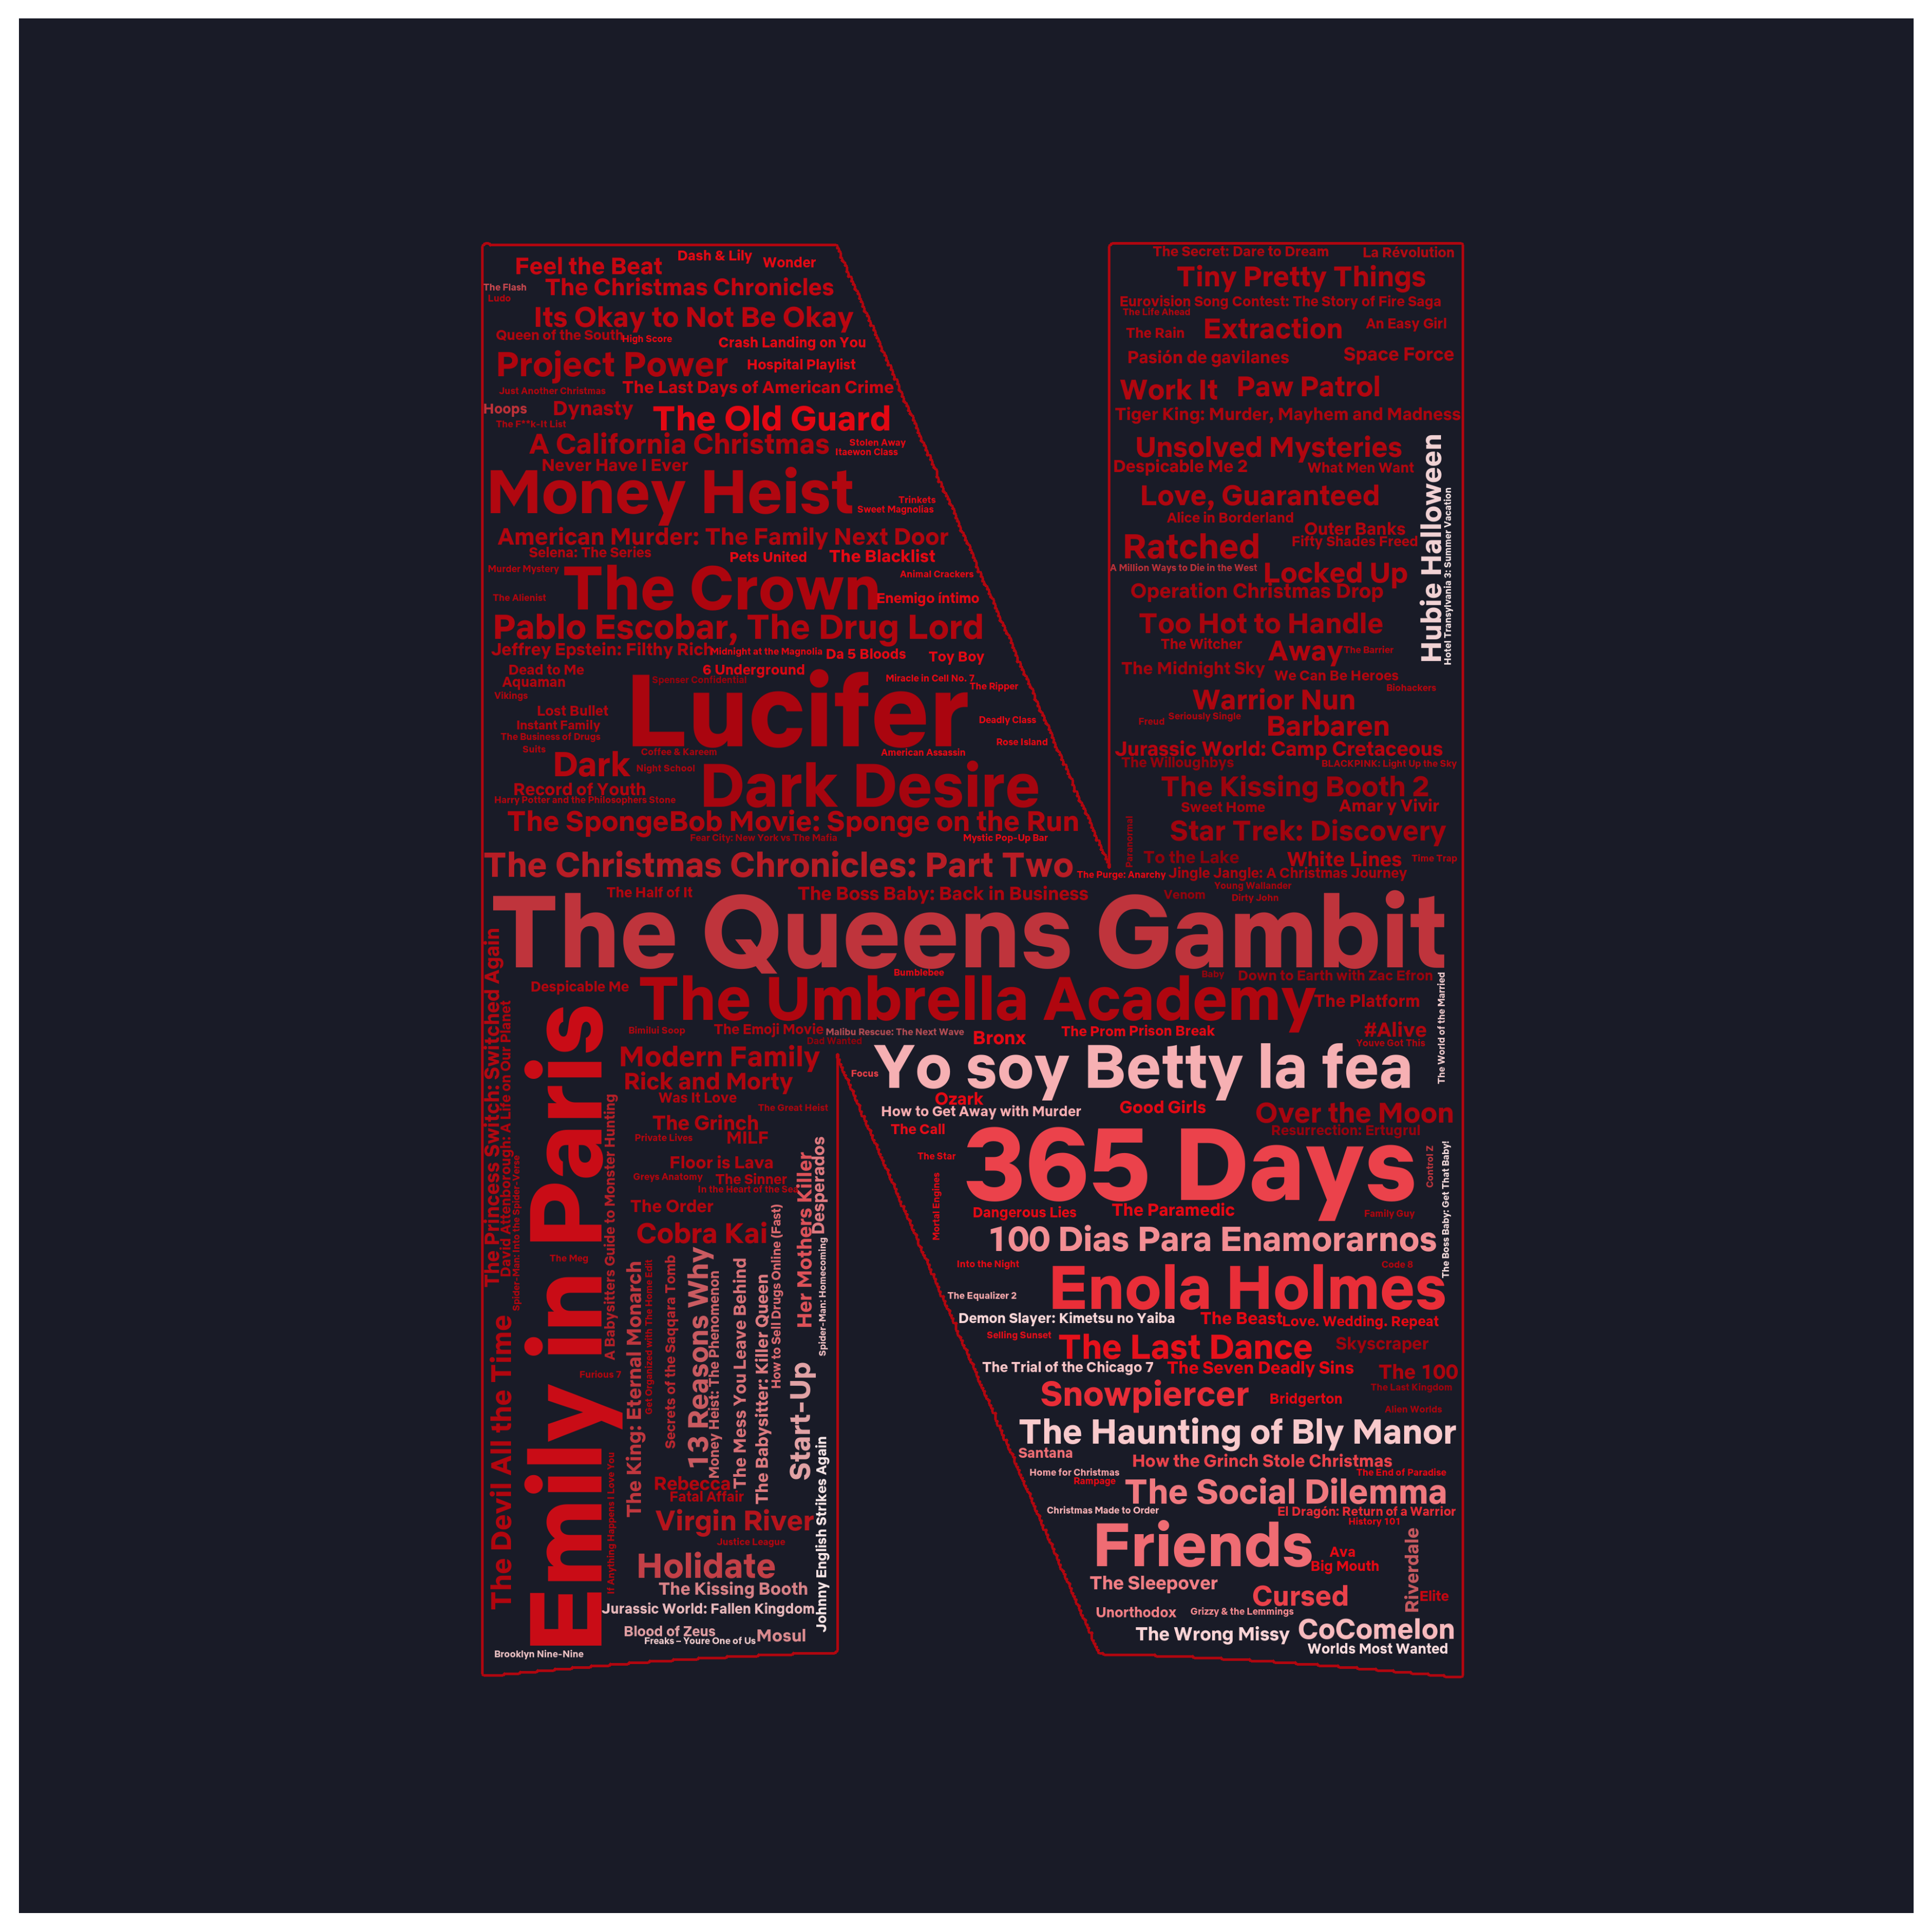 Feel the Beat
Dash & Lily
Wonder
The Flash
Ludo
The Christmas Chronicles
Its Okay to Not Be Okay
Queen of the South
High Score
Crash Landing on You
Project Power
Hospital Playlist
Just Another Christmas
The Last Days of American Crime
Hoops
Dynasty
The Old Guard
The F**k-It List
A California Christmas
Stolen Away
Itaewon Class
Never Have I Ever
Money Heist
Trinkets
Sweet Magnolias
American Murder: The Family Next Door
Selena: The Series
Pets United
The Blacklist
Murder Mystery
The Crown
Animal Crackers
The Alienist
Enemigo íntimo
Pablo Escobar, The Drug Lord
Jeffrey Epstein: Filthy Rich
Midnight at the Magnolia
Da 5 Bloods
Toy Boy
Dead to Me
6 Underground
Aquaman
Spenser Confidential
Miracle in Cell No. 7
The Ripper
Vikings
Lucifer
Lost Bullet
Instant Family
Deadly Class
The Business of Drugs
Rose Island
Suits
Coffee & Kareem
American Assassin
Dark
Night School
Dark Desire
Record of Youth
Harry Potter and the Philosophers Stone
The SpongeBob Movie: Sponge on the Run
Fear City: New York vs The Mafia
Mystic Pop-Up Bar
The Christmas Chronicles: Part Two
The Secret: Dare to Dream
La Révolution
Tiny Pretty Things
Eurovision Song Contest: The Story of Fire Saga
The Life Ahead
The Rain
Extraction
An Easy Girl
Pasión de gavilanes
Space Force
Work It
Paw Patrol
Tiger King: Murder, Mayhem and Madness
Unsolved Mysteries
Despicable Me 2
What Men Want
Hubie Halloween
Hotel Transylvania 3: Summer Vacation
Love, Guaranteed
Alice in Borderland
Outer Banks
Ratched
Fifty Shades Freed
A Million Ways to Die in the West
Locked Up
Operation Christmas Drop
Too Hot to Handle
The Witcher
Away
The Barrier
The Midnight Sky
We Can Be Heroes
Biohackers
Warrior Nun
Freud
Seriously Single
Barbaren
Jurassic World: Camp Cretaceous
The Willoughbys
BLACKPINK: Light Up the Sky
The Kissing Booth 2
Sweet Home
Amar y Vivir
Paranormal
Star Trek: Discovery
To the Lake
White Lines
Time Trap
The Purge: Anarchy
Jingle Jangle: A Christmas Journey
The Half of It
The Boss Baby: Back in Business
Venom
Young Wallander
Dirty John
The Queens Gambit
Bumblebee
Baby
Down to Earth with Zac Efron
Despicable Me
The Umbrella Academy
The Platform
The World of the Married
Bimilui Soop
The Emoji Movie
Malibu Rescue: The Next Wave
Dad Wanted
Bronx
The Prom
Prison Break
#Alive
Youve Got This
The Princess Switch: Switched Again
David Attenborough: A Life on Our Planet
Spider-Man: Into the Spider-Verse
The Devil All the Time
Emily in Paris
The Meg
Furious 7
A Babysitters Guide to Monster Hunting
If Anything Happens I Love You
Modern Family
Rick and Morty
Was It Love
The Great Heist
The Grinch
Private Lives
MILF
Floor is Lava
Greys Anatomy
The Sinner
In the Heart of the Sea
The Order
Cobra Kai
The King: Eternal Monarch
Get Organized with The Home Edit
Secrets of the Saqqara Tomb
13 Reasons Why
Money Heist: The Phenomenon
The Mess You Leave Behind
The Babysitter: Killer Queen
How to Sell Drugs Online (Fast)
Her Mothers Killer
Desperados
Spider-Man: Homecoming
Start-Up
Johnny English Strikes Again
Rebecca
Fatal Affair
Virgin River
Justice League
Holidate
The Kissing Booth
Jurassic World: Fallen Kingdom
Blood of Zeus
Freaks – Youre One of Us
Mosul
Brooklyn Nine-Nine
Focus
Yo soy Betty la fea
Ozark
How to Get Away with Murder
Good Girls
Over the Moon
The Call
Resurrection: Ertugrul
The Star
365 Days
Control Z
The Boss Baby: Get That Baby!
Mortal Engines
Dangerous Lies
The Paramedic
Family Guy
100 Dias Para Enamorarnos
Into the Night
Code 8
The Equalizer 2
Enola Holmes
Demon Slayer: Kimetsu no Yaiba
The Beast
Love. Wedding. Repeat
Selling Sunset
The Last Dance
Skyscraper
The Trial of the Chicago 7
The Seven Deadly Sins
The 100
The Last Kingdom
Snowpiercer
Bridgerton
Alien Worlds
The Haunting of Bly Manor
Santana
How the Grinch Stole Christmas
Home for Christmas
Rampage
The End of Paradise
The Social Dilemma
Christmas Made to Order
El Dragón: Return of a Warrior
History 101
Friends
Ava
Big Mouth
Riverdale
The Sleepover
Cursed
Elite
Unorthodox
Grizzy & the Lemmings
The Wrong Missy
CoComelon
Worlds Most Wanted